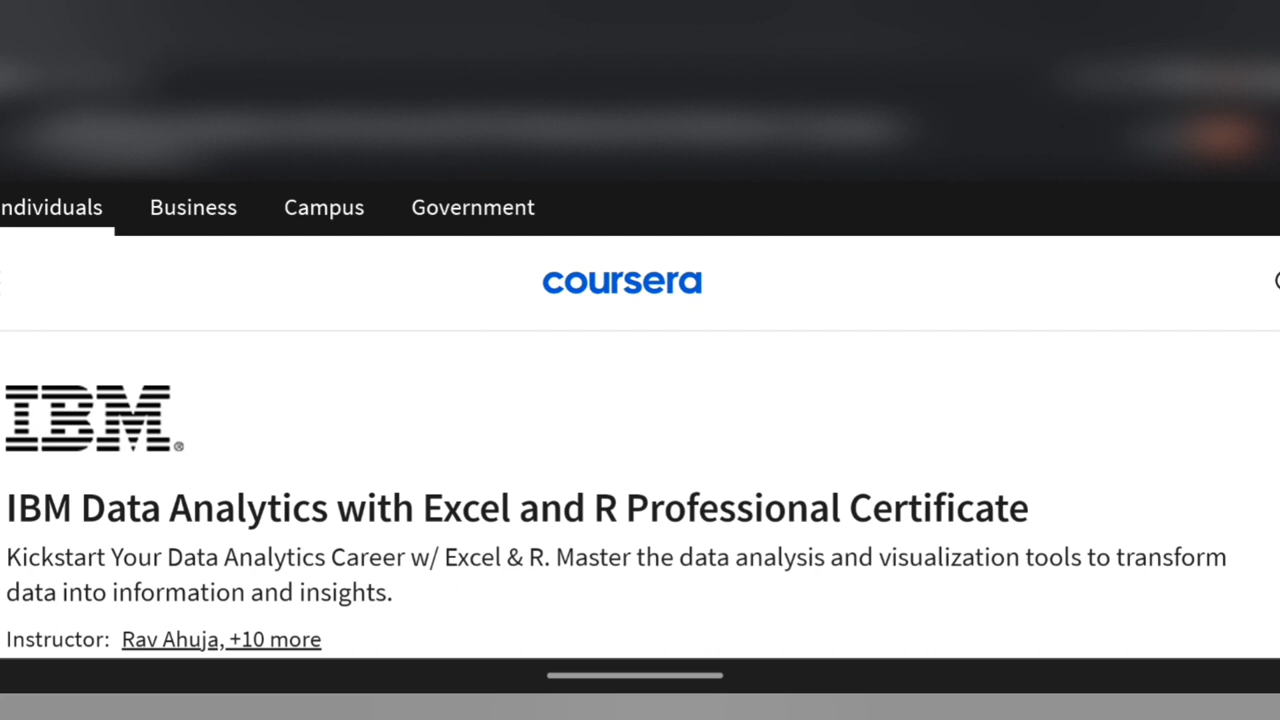 ndividuals Business Campus Government
coursera
IBM®
IBM Data Analytics with Excel and R Professional Certificate
Kickstart Your Data Analytics Career w/ Excel & R. Master the data analysis and visualization tools to transform
data into information and insights.
Instructor: Rav Ahuja, +10 more